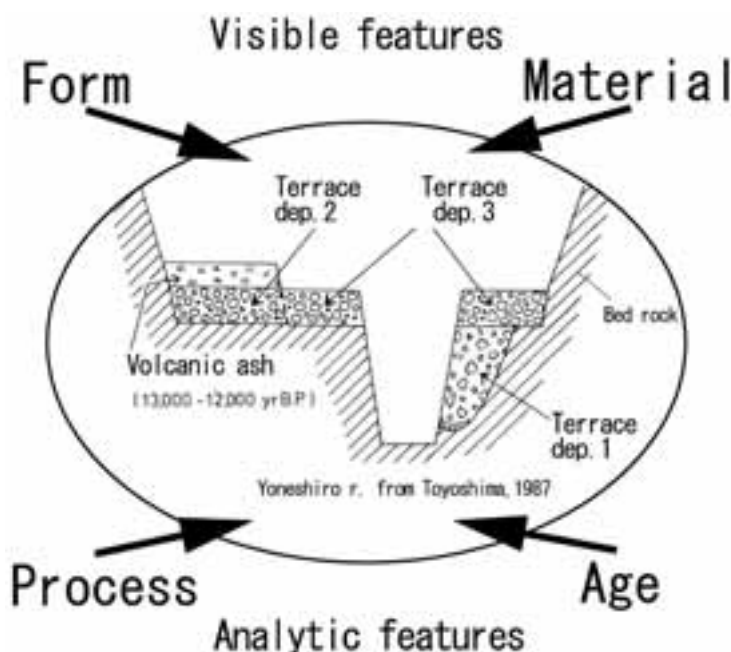 Visible features
Form
Material
Terrace
dep. 2
Terrace
dep. 3
Bed rock
Volcanic ash
(13,000 -12,000 yr B.P.)
Terrace
dep. 1
Yoneshiro r. from Toyoshima, 1987
Process
Age
Analytic features